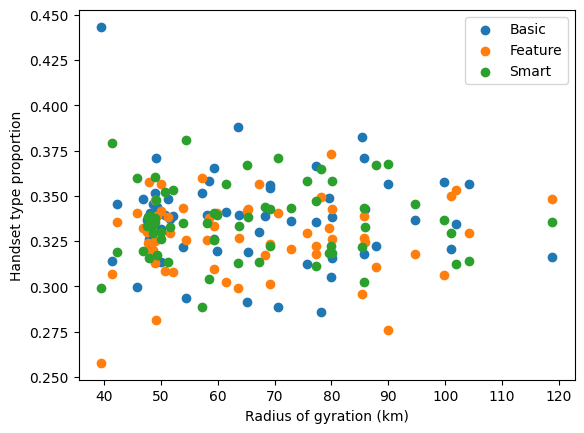 0.450
0.425
0.400
0.375
0.350
0.325
0.300
0.275
0.250
Handset type proportion
Basic
Feature
Smart
40 50 60 70 80 90 100 110 120
Radius of gyration (km)